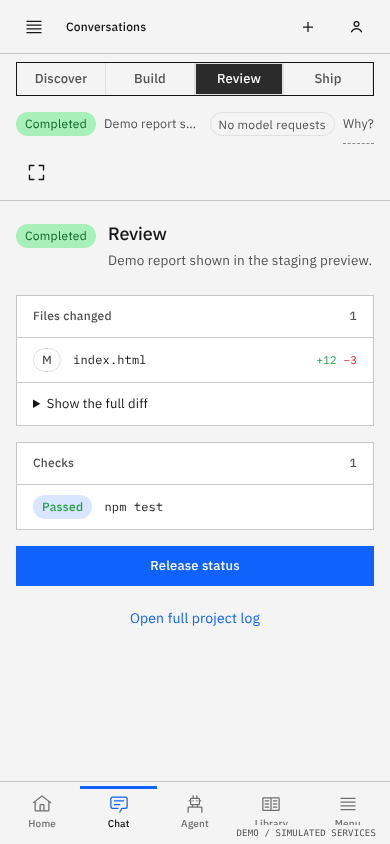 Conversations
Discover Build Review Ship
Completed Demo report s... No model requests Why?
Completed Review
Demo report shown in the staging preview.
Files changed 1
M index.html +12 −3
▶ Show the full diff
Checks 1
Passed npm test
Release status
Open full project log
Home Chat Agent Library Menu
DEMO / SIMULATED SERVICES